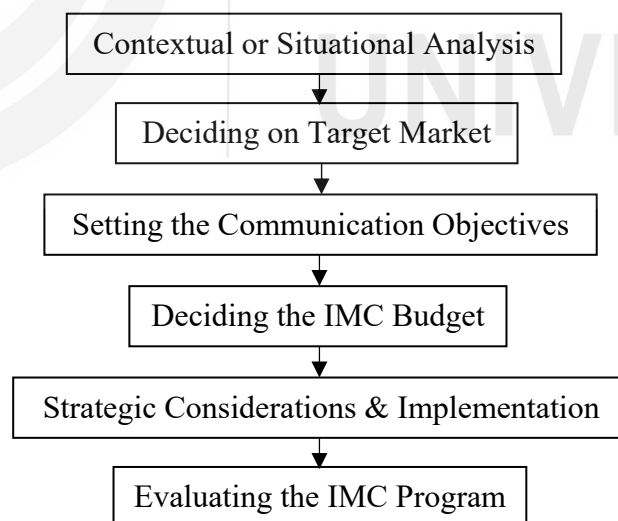 Contextual or Situational Analysis
Deciding on Target Market
Setting the Communication Objectives
Deciding the IMC Budget
Strategic Considerations & Implementation
Evaluating the IMC Program